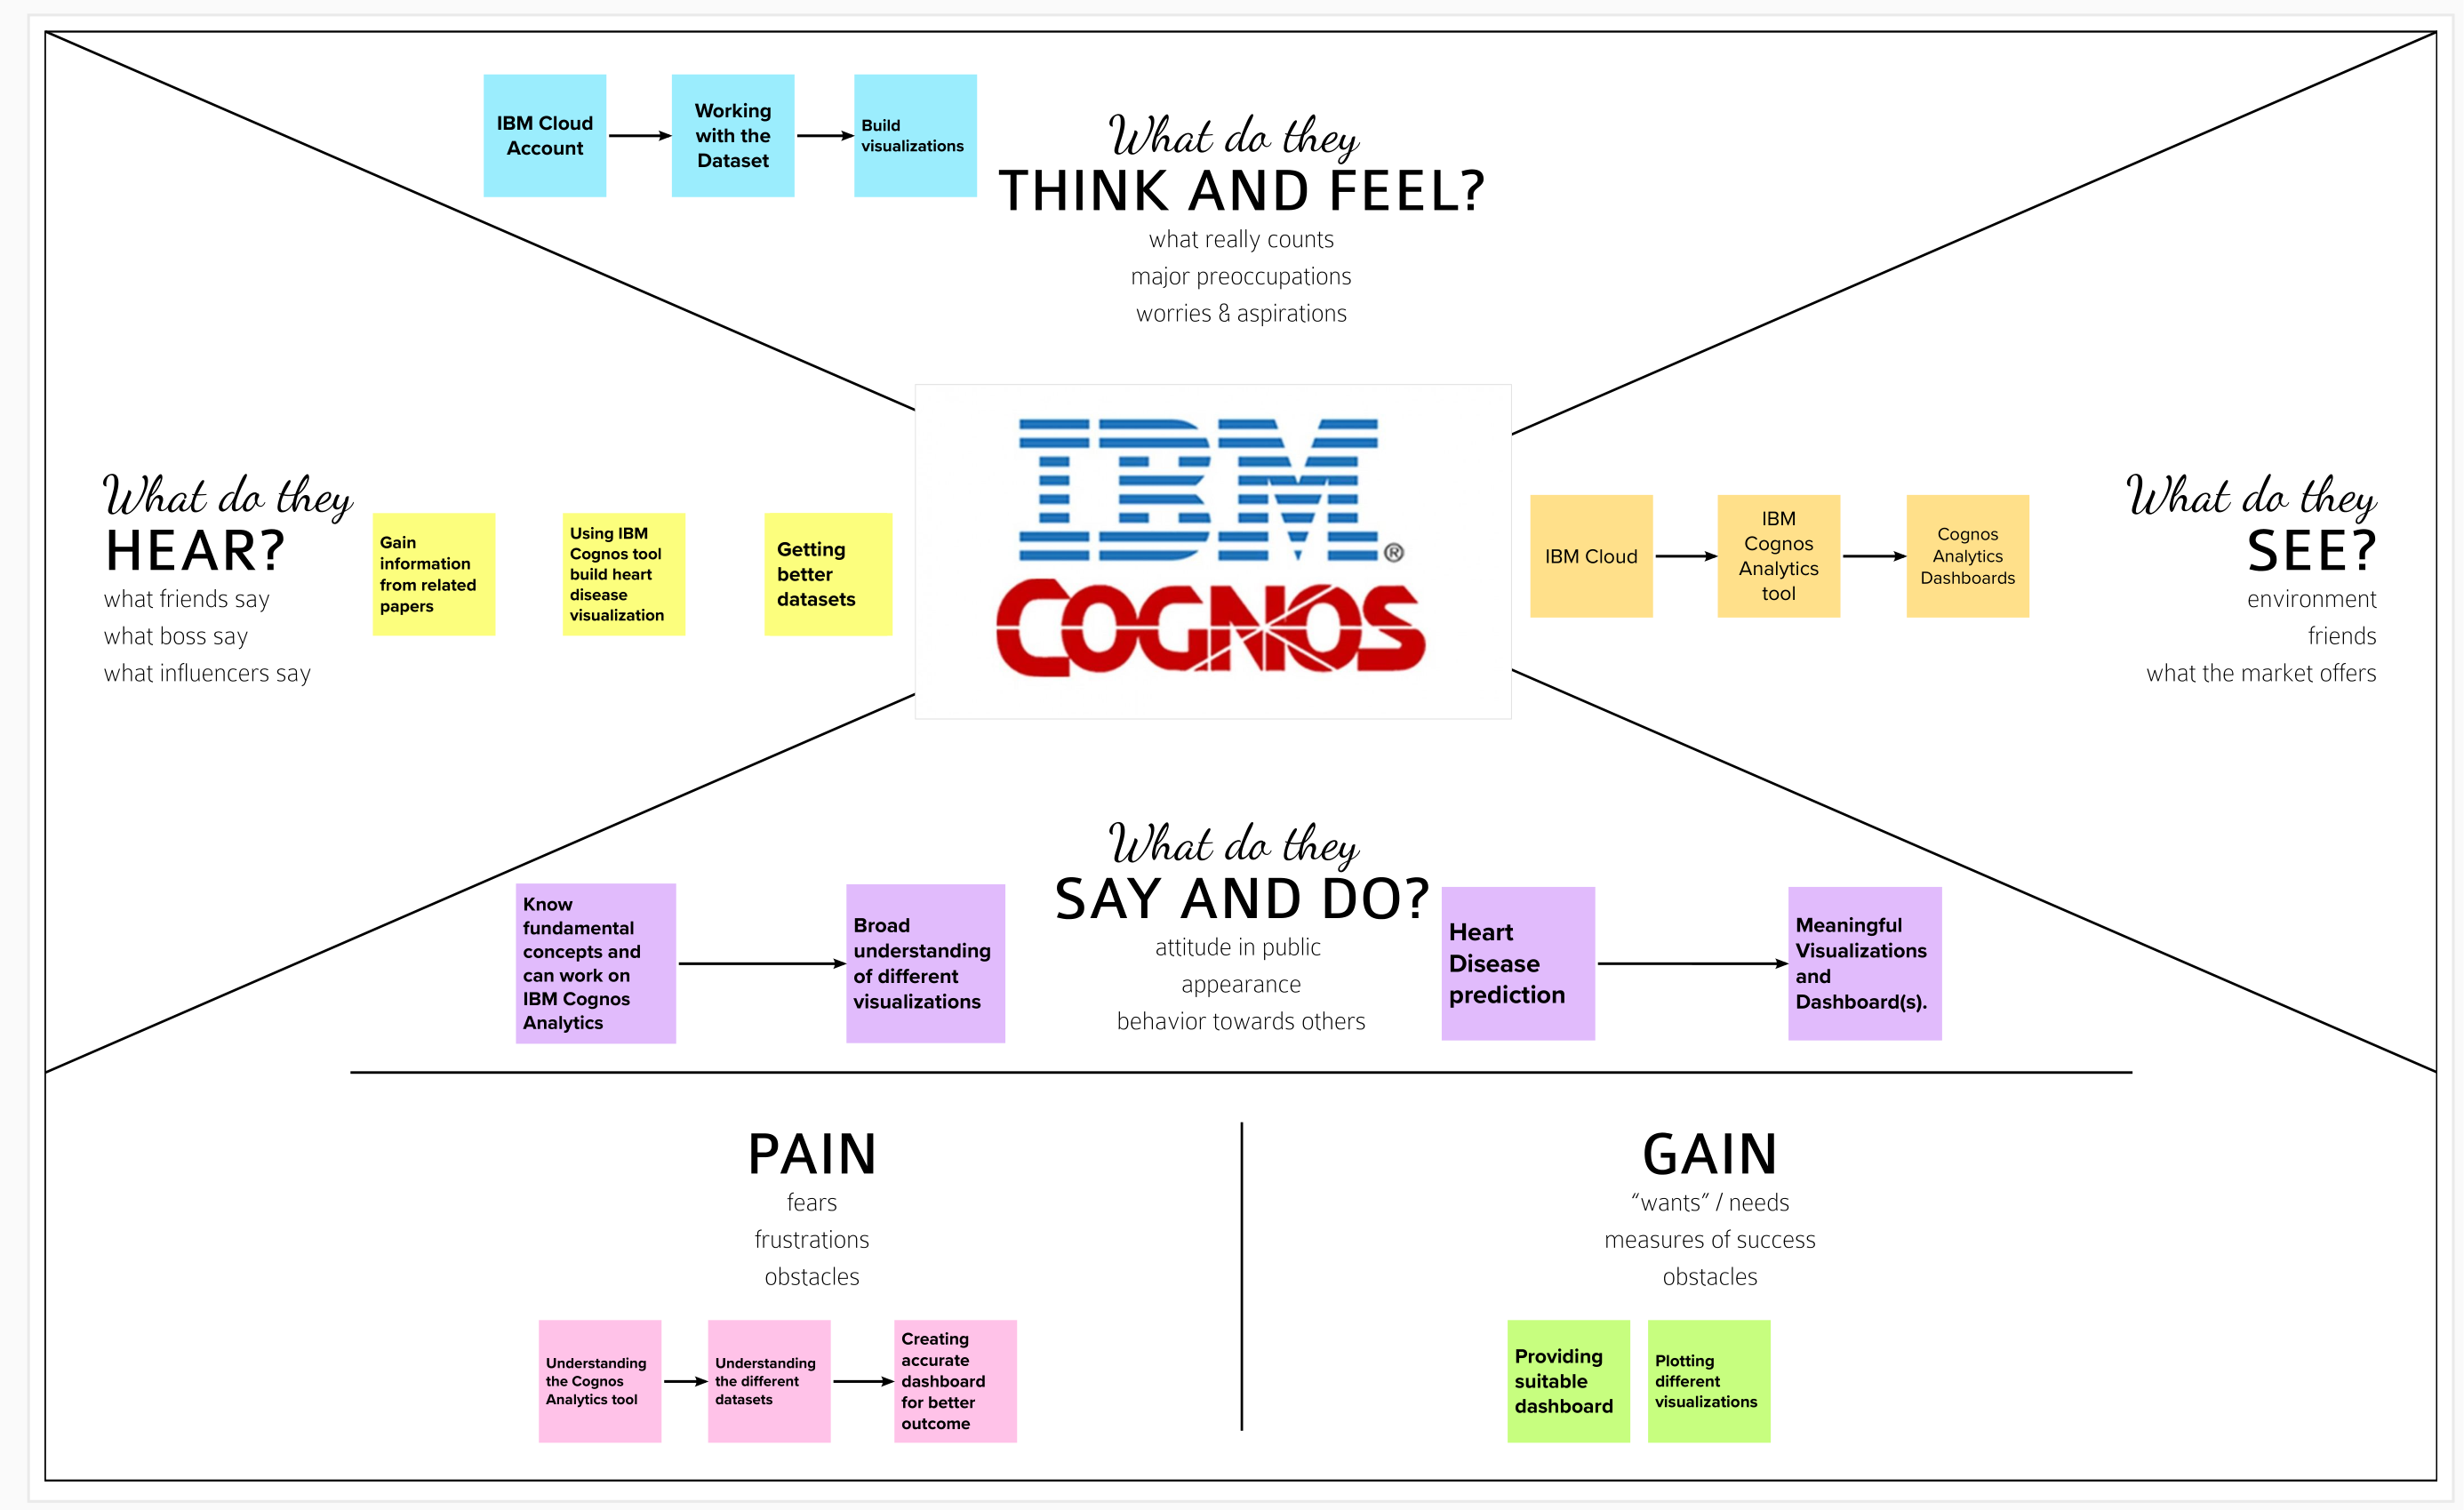 IBM Cloud
Account
Working
with the
Dataset
Build
visualizations
What do they
THINK AND FEEL?
what really counts
major preoccupations
worries & aspirations
What do they
HEAR?
what friends say
what boss say
what influencers say
Gain
information
from related
papers
Using IBM
Cognos tool
build heart
disease
visualization
Getting
better
datasets
IBM®
COGNOS
IBM Cloud
IBM
Cognos
Analytics
tool
Cognos
Analytics
Dashboards
What do they
SEE?
environment
friends
what the market offers
What do they
SAY AND DO?
attitude in public
appearance
behavior towards others
Know
fundamental
concepts and
can work on
IBM Cognos
Analytics
Broad
understanding
of different
visualizations
Heart
Disease
prediction
Meaningful
Visualizations
and
Dashboard(s).
PAIN
fears
frustrations
obstacles
Understanding
the Cognos
Analytics tool
Understanding
the different
datasets
Creating
accurate
dashboard
for better
outcome
GAIN
“wants” / needs
measures of success
obstacles
Providing
suitable
dashboard
Plotting
different
visualizations